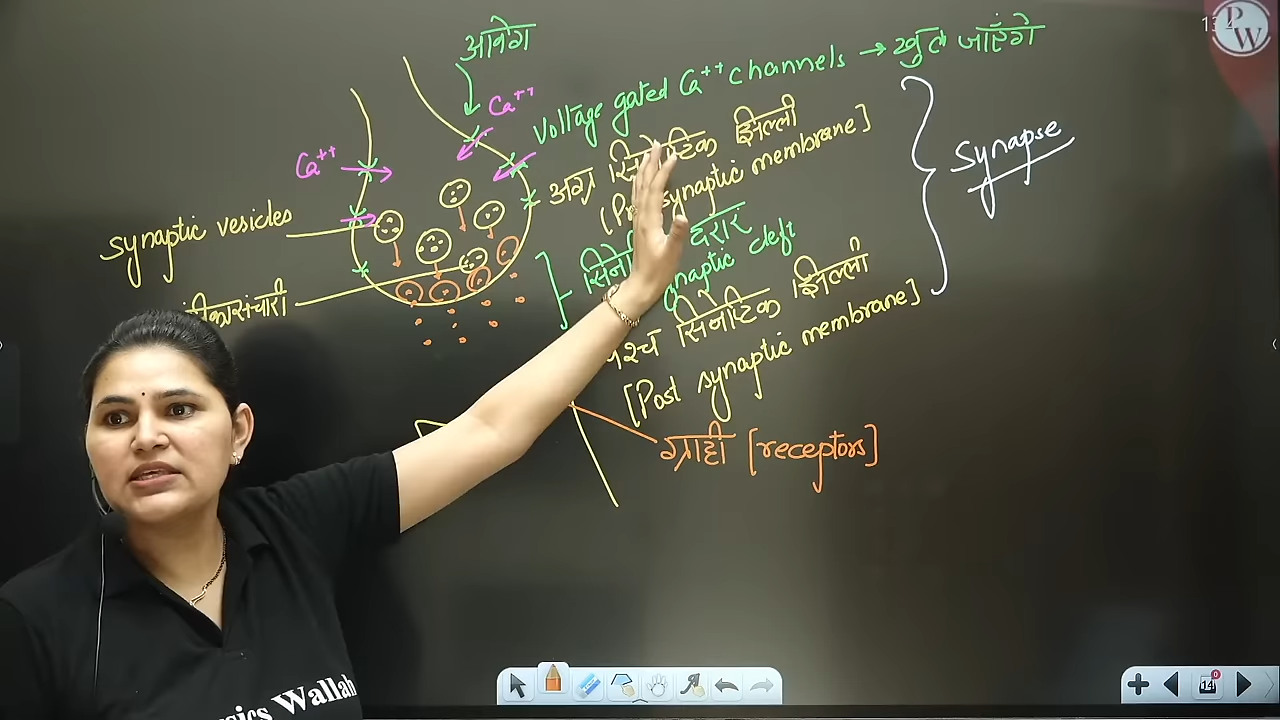 आवेग
Ca⁺⁺
Voltage gated Ca⁺⁺ channels → खुल जाएँगे
Ca⁺⁺
अग्र झिल्ली
synaptic membrane]
Synapse
synaptic vesicles
दरार
cleft
पश्च सिनेप्टिक झिल्ली
[Post synaptic membrane]
ग्राही [receptors]
PW
Wallah